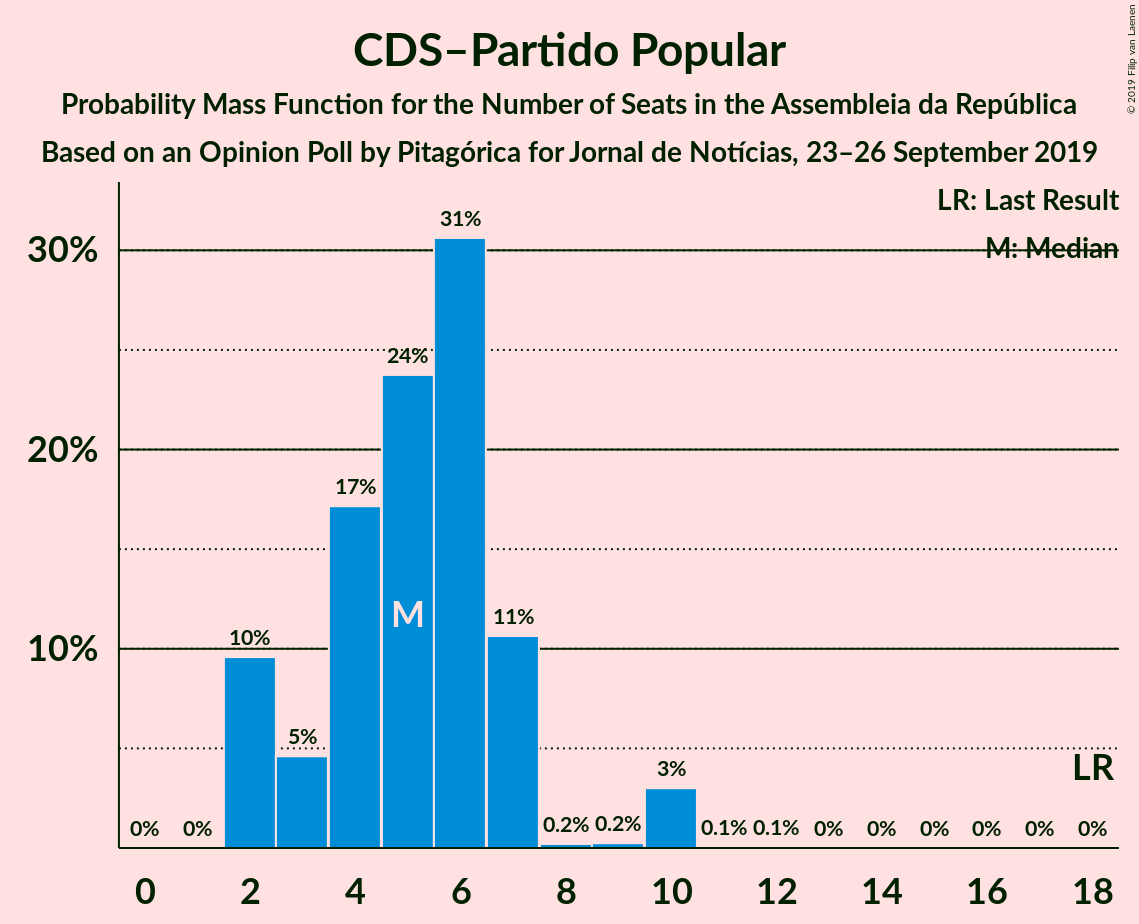 CDS–Partido Popular
Probability Mass Function for the Number of Seats in the Assembleia da República
Based on an Opinion Poll by Pitagórica for Jornal de Notícias, 23–26 September 2019
© 2019 Filip van Laenen
LR: Last Result
M: Median
30%
20%
10%
0%
0%
10%
5%
17%
24%
31%
11%
0.2%
0.2%
3%
0.1%
0.1%
0%
0%
0%
0%
0%
0%
M
LR
0 2 4 6 8 10 12 14 16 18